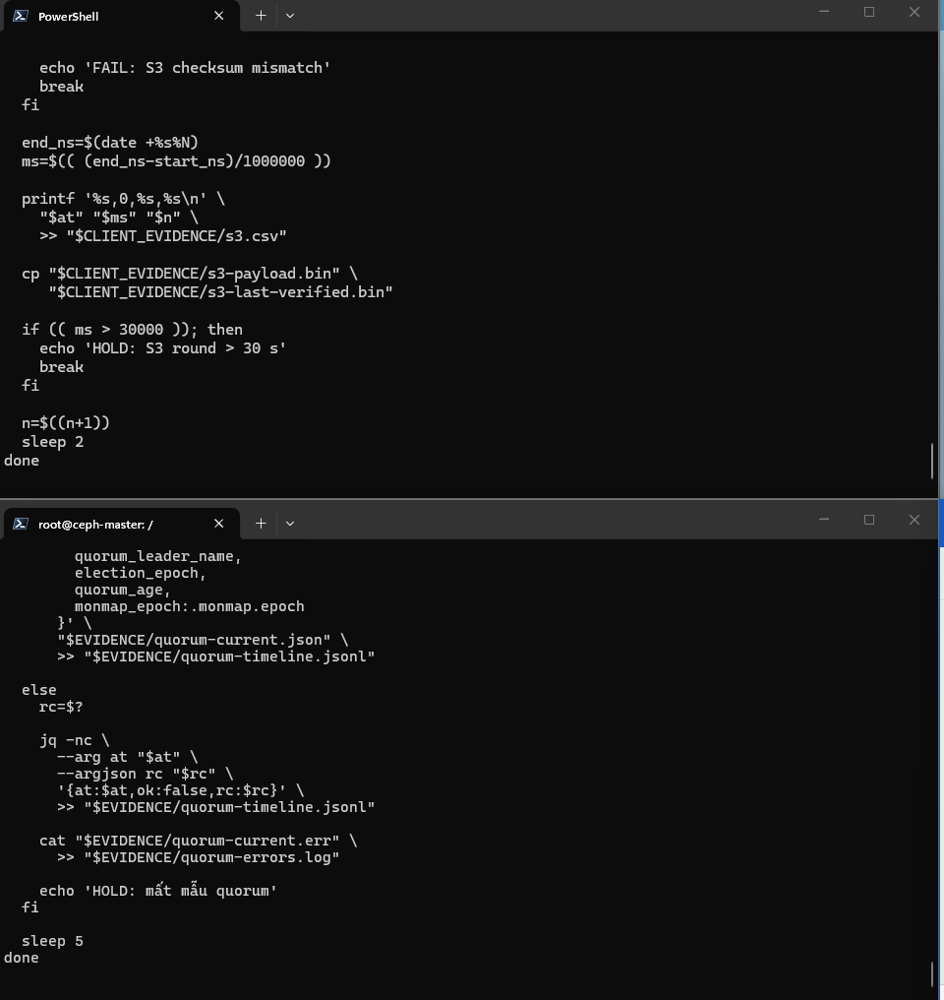 PowerShell
echo 'FAIL: S3 checksum mismatch'
break
fi
end_ns=$(date +%s%N)
ms=$(( (end_ns-start_ns)/1000000 ))
printf '%s,0,%s,%s\n' \
"$at" "$ms" "$n" \
>> "$CLIENT_EVIDENCE/s3.csv"
cp "$CLIENT_EVIDENCE/s3-payload.bin" \
"$CLIENT_EVIDENCE/s3-last-verified.bin"
if (( ms > 30000 )); then
echo 'HOLD: S3 round > 30 s'
break
fi
n=$((n+1))
sleep 2
done
root@ceph-master: /
quorum_leader_name,
election_epoch,
quorum_age,
monmap_epoch:.monmap.epoch
}' \
"$EVIDENCE/quorum-current.json" \
>> "$EVIDENCE/quorum-timeline.jsonl"
else
rc=$?
jq -nc \
--arg at "$at" \
--argjson rc "$rc" \
'{at:$at,ok:false,rc:$rc}' \
>> "$EVIDENCE/quorum-timeline.jsonl"
cat "$EVIDENCE/quorum-current.err" \
>> "$EVIDENCE/quorum-errors.log"
echo 'HOLD: mất mẫu quorum'
fi
sleep 5
done